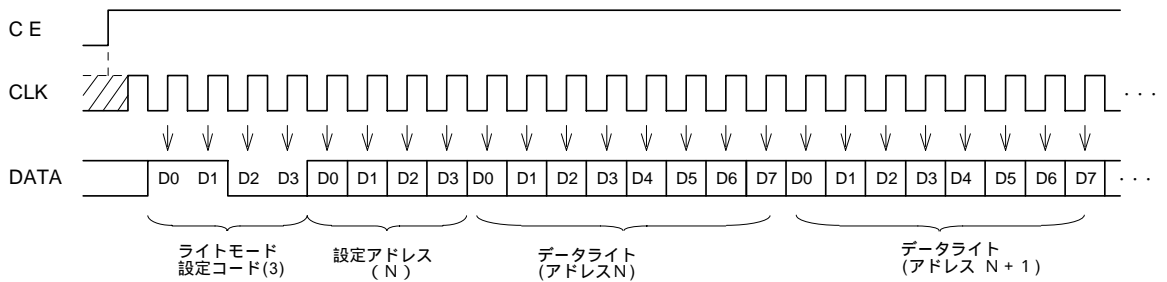 C E
CLK
・・・
DATA D0 D1 D2 D3 D0 D1 D2 D3 D0 D1 D2 D3 D4 D5 D6 D7 D0 D1 D2 D3 D4 D5 D6 D7 ・・・
ライトモード
設定コード(3)
設定アドレス
(N)
データライト
(アドレスN)
データライト
(アドレス N + 1)